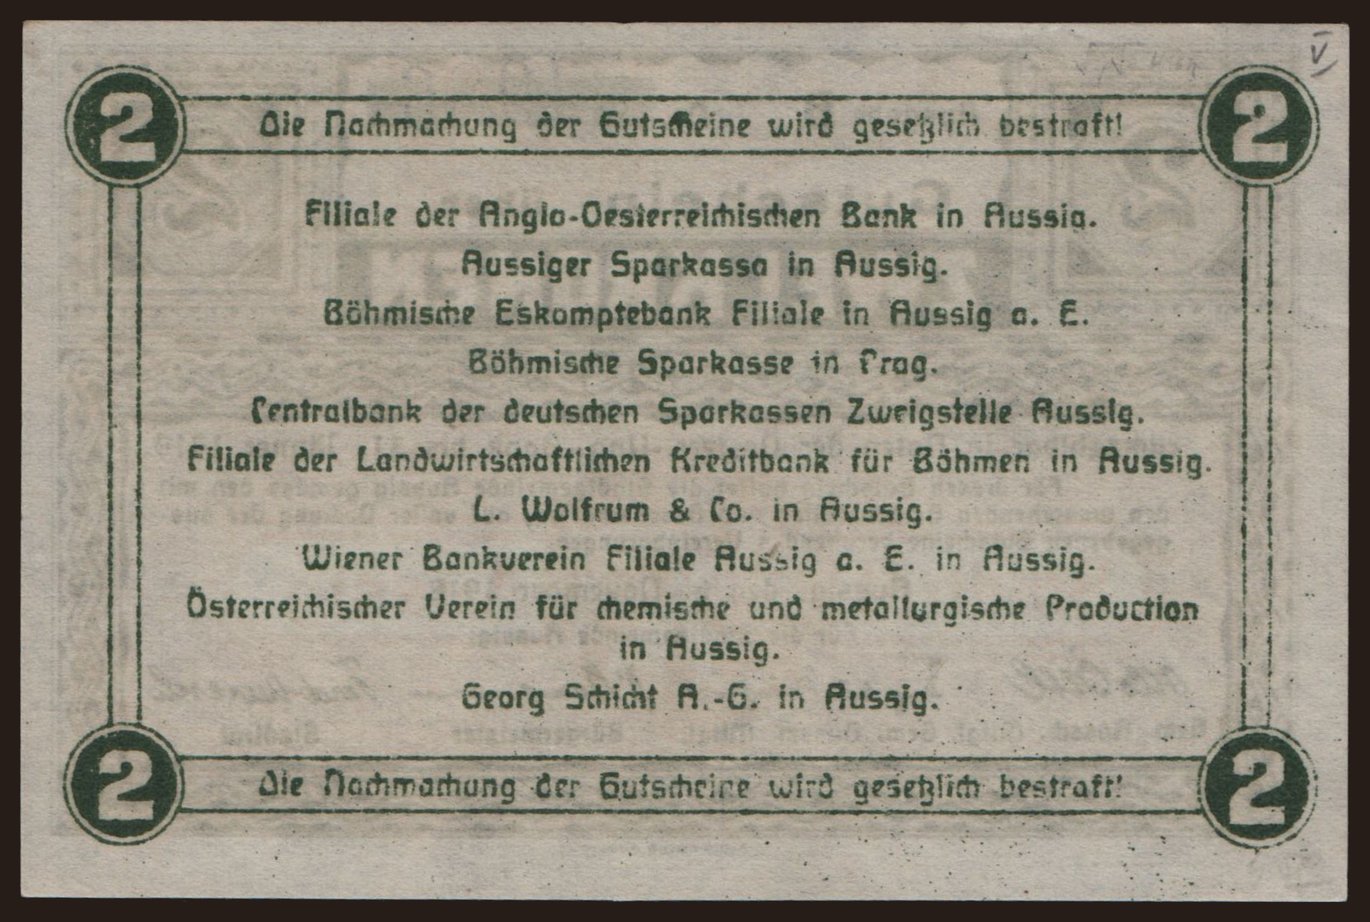 2 Die Nachmachung der Gutscheine wird gesetzlich bestraft! 2
Filiale der Anglo-Oesterreichischen Bank in Aussig.
Aussiger Sparkassa in Aussig.
Böhmische Eskomptebank Filiale in Aussig a. E.
Böhmische Sparkasse in Prag.
Centralbank der deutschen Sparkassen Zweigstelle Aussig.
Filiale der Landwirtschaftlichen Kreditbank für Böhmen in Aussig.
L. Wolfrum & Co. in Aussig.
Wiener Bankverein Filiale Aussig a. E. in Aussig.
Österreichischer Verein für chemische und metallurgische Production
in Aussig.
Georg Schicht A.-G. in Aussig.
2 Die Nachmachung der Gutscheine wird gesetzlich bestraft! 2